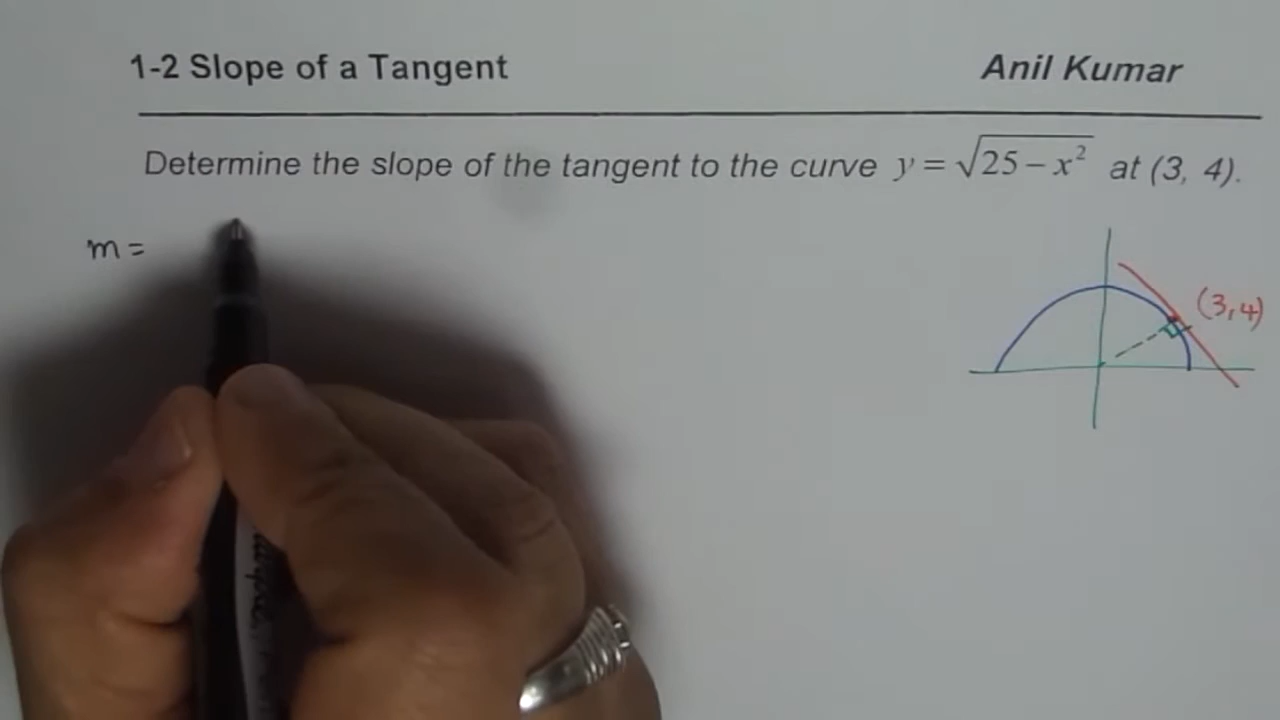 1-2 Slope of a Tangent Anil Kumar
Determine the slope of the tangent to the curve y = √25 − x² at (3, 4).
m =
(3,4)